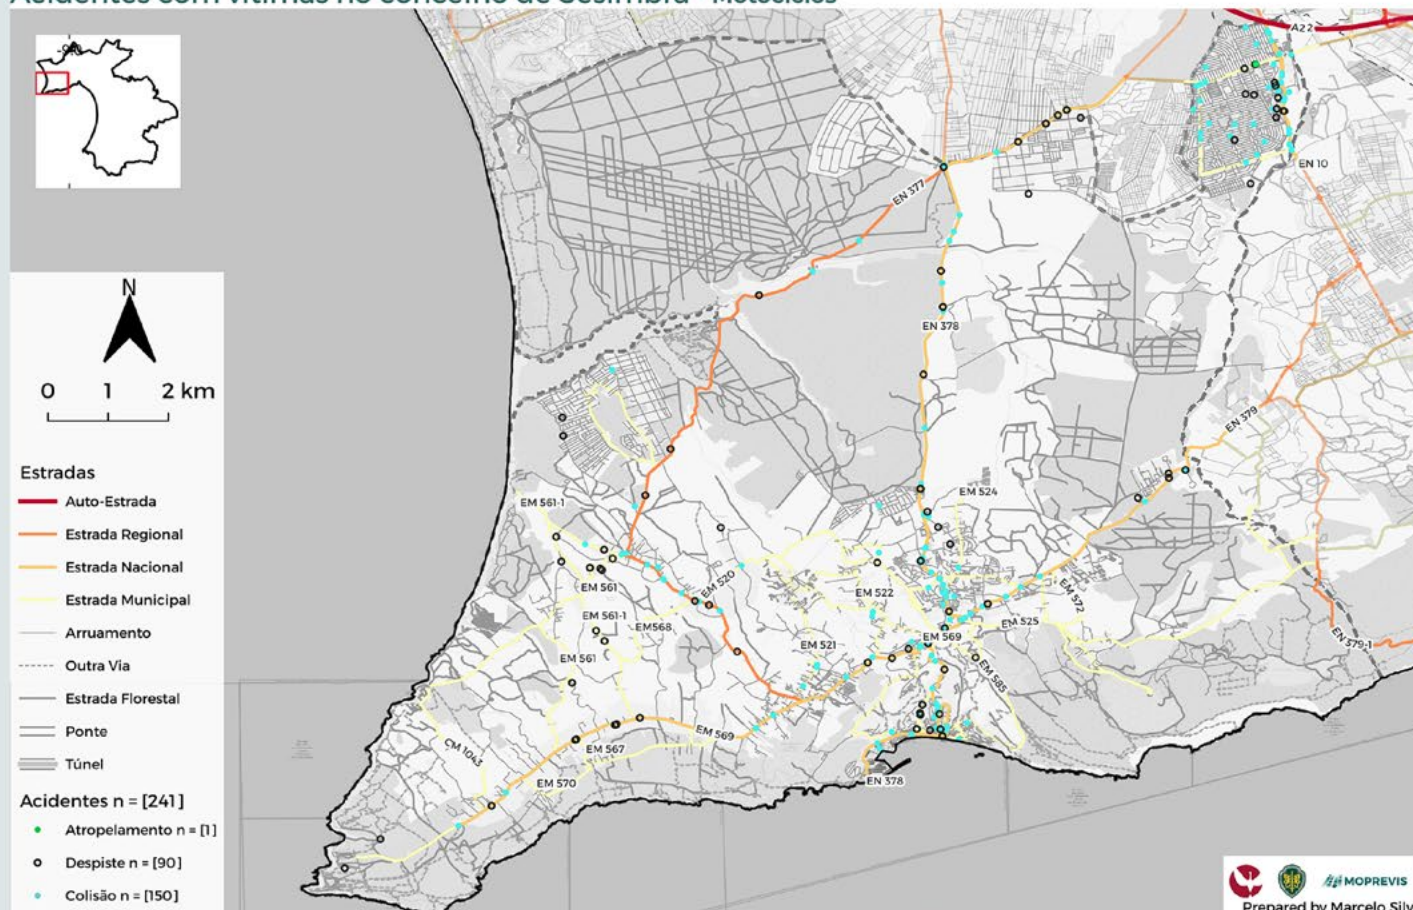 Acidentes com vítimas no concelho de Sesimbra - Motociclos
A22
EN 10
EN 377
EN 378
EN 379
N
0 1 2 km
Estradas
Auto-Estrada
Estrada Regional
Estrada Nacional
Estrada Municipal
Arruamento
Outra Via
Estrada Florestal
Ponte
Túnel
Acidentes n = [241]
Atropelamento n = [1]
Despiste n = [90]
Colisão n = [150]
EM 561-1
EM 524
EM 561
EM 520
EM 522
EM 572
EM 561-1
EM568
EM 525
EM 569
EM 521
EN 379-1
EM 561
EM 585
EM 569
CM 1043
EM 567
EM 570
EN 378
MOPREVIS
Prepared by Marcelo Silv